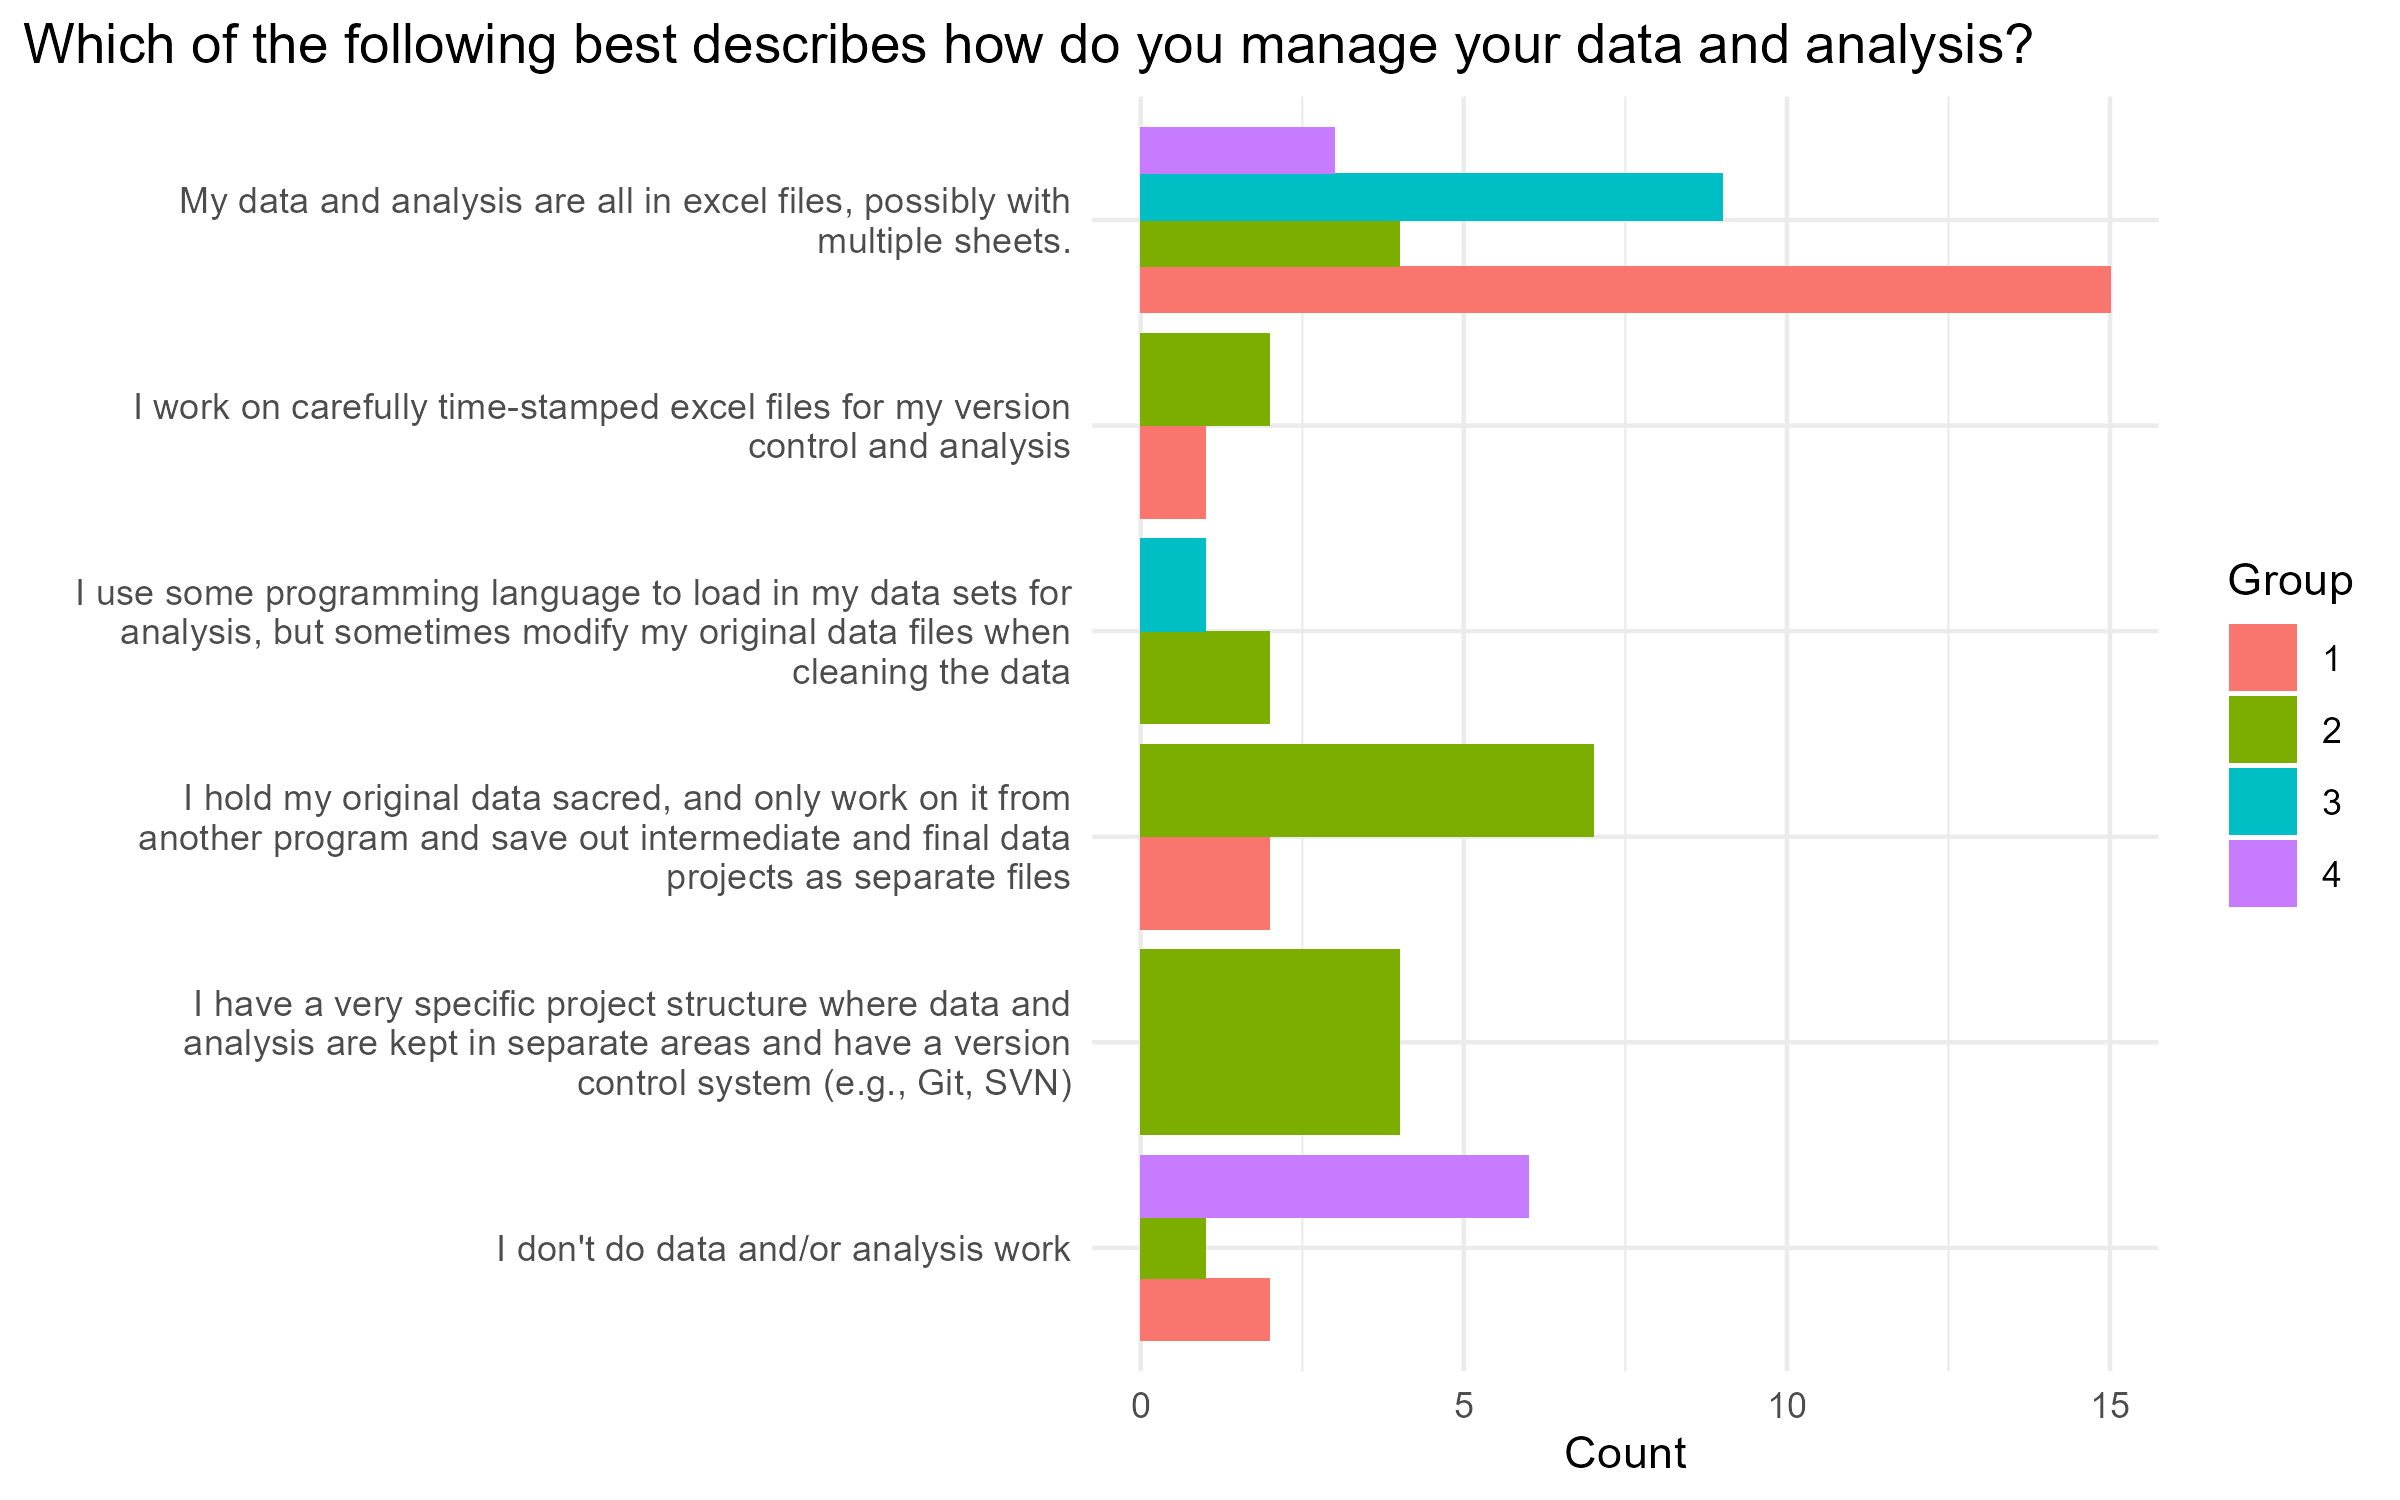 Which of the following best describes how do you manage your data and analysis?
My data and analysis are all in excel files, possibly with
multiple sheets.
I work on carefully time-stamped excel files for my version
control and analysis
I use some programming language to load in my data sets for
analysis, but sometimes modify my original data files when
cleaning the data
I hold my original data sacred, and only work on it from
another program and save out intermediate and final data
projects as separate files
I have a very specific project structure where data and
analysis are kept in separate areas and have a version
control system (e.g., Git, SVN)
I don't do data and/or analysis work
0 5 10 15
Count
Group
1
2
3
4